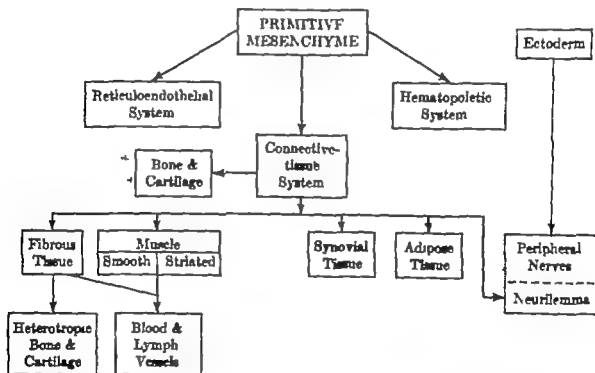 PRIMITIVE
MESENCHYME
Ectoderm
Reticuloendothelial
System
Hematopoietic
System
Connective-
tissue
System
Bone &
Cartilage
Fibrous
Tissue
Muscle
Smooth Striated
Synovial
Tissue
Adipose
Tissue
Peripheral
Nerves
Neurilemma
Heterotropic
Bone &
Cartilage
Blood &
Lymph
Vessels